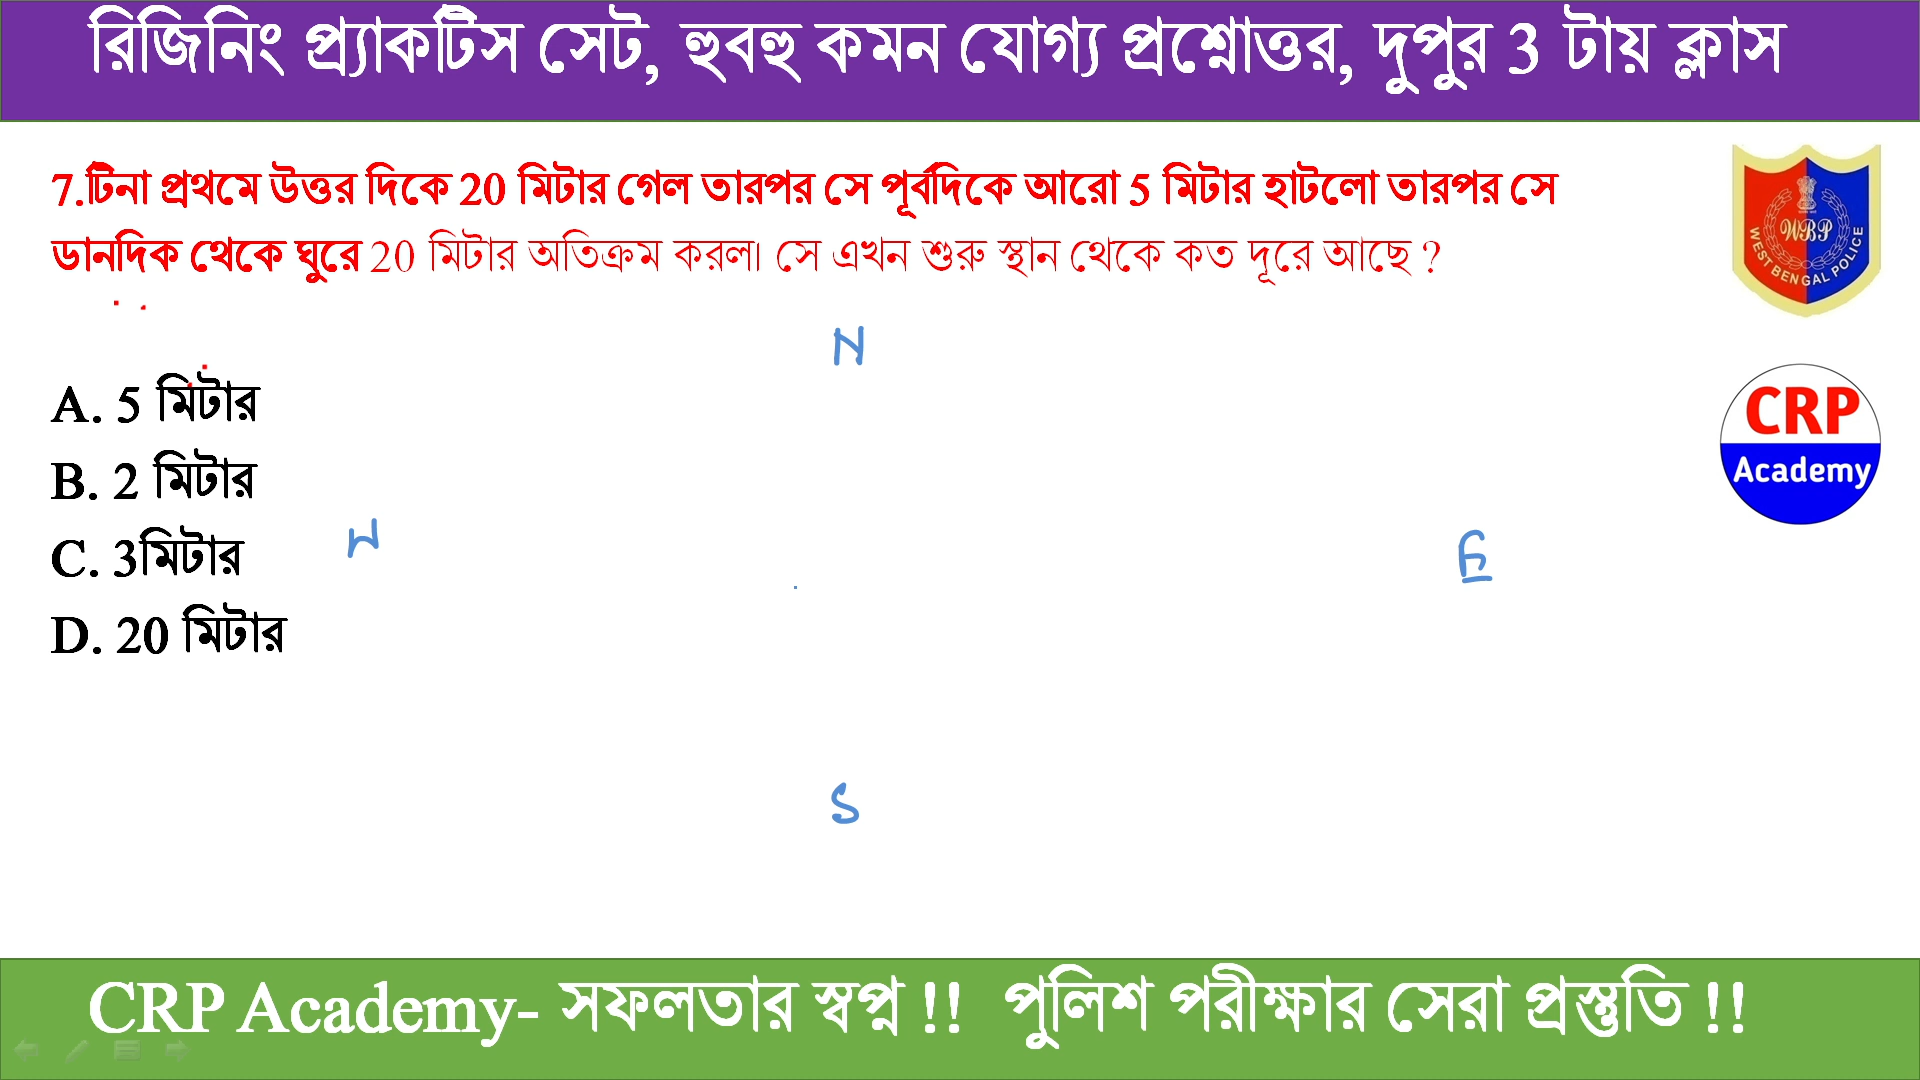 রিজিনিং প্র্যাকটিস সেট, হুবহু কমন যোগ্য প্রশ্নোত্তর, দুপুর 3 টায় ক্লাস
7.টিনা প্রথমে উত্তর দিকে 20 মিটার গেল তারপর সে পূর্বদিকে আরো 5 মিটার হাটলো তারপর সে
ডানদিক থেকে ঘুরে 20 মিটার অতিক্রম করল। সে এখন শুরু স্থান থেকে কত দূরে আছে ?
WBP
WEST BENGAL POLICE
N
A. 5 মিটার
CRP
Academy
B. 2 মিটার
C. 3মিটার
E
D. 20 মিটার
S
CRP Academy- সফলতার স্বপ্ন !! পুলিশ পরীক্ষার সেরা প্রস্তুতি !!